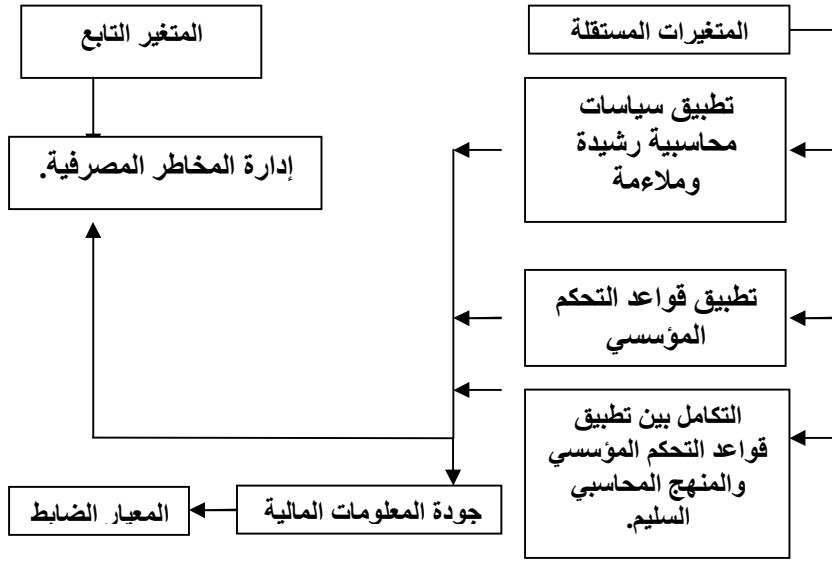 المتغيرات المستقلة
المتغير التابع
تطبيق سياسات
محاسبية رشيدة
وملاءمة
إدارة المخاطر المصرفية.
تطبيق قواعد التحكم
المؤسسي
التكامل بين تطبيق
قواعد التحكم المؤسسي
والمنهج المحاسبي
السليم.
جودة المعلومات المالية
المعيار الضابط